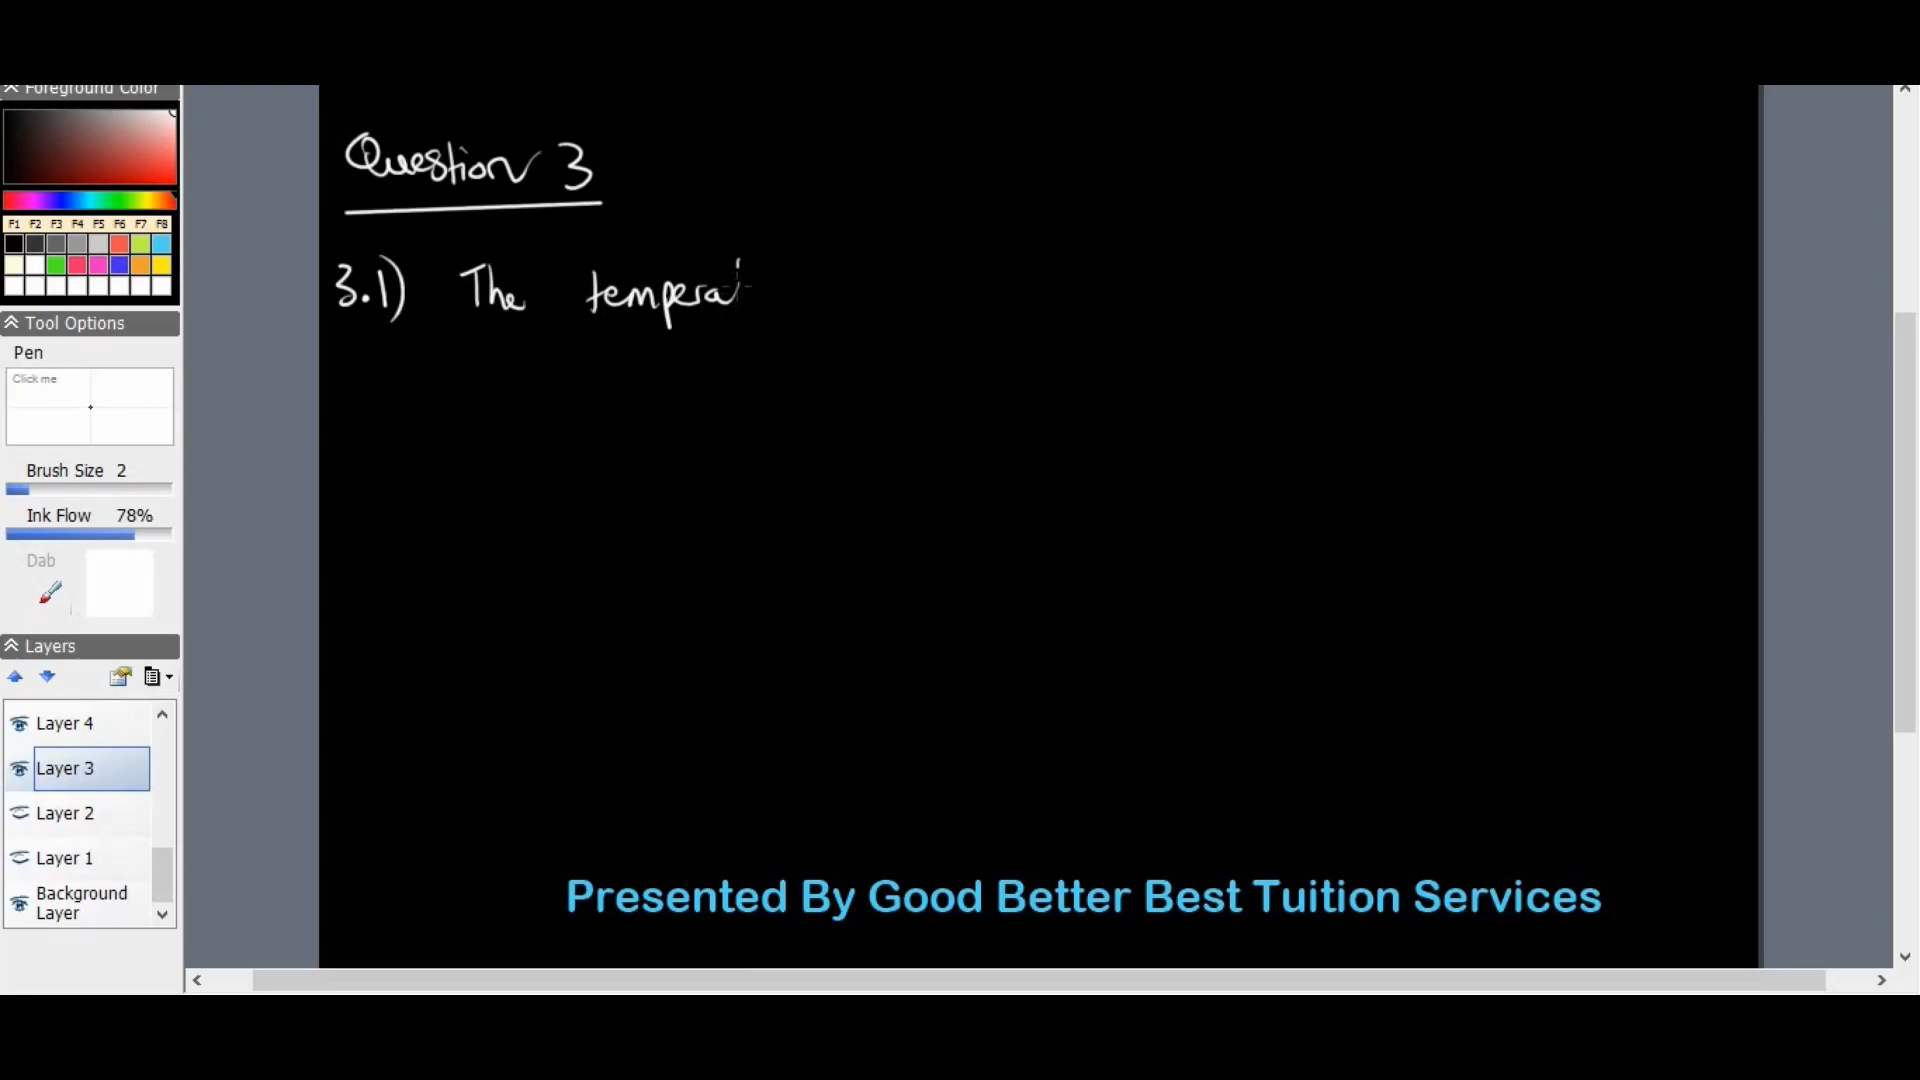 Foreground Color
Question 3
F1 F2 F3 F4 F5 F6 F7 F8
3.1) The temperat
Tool Options
Pen
Click me
Brush Size 2
Ink Flow 78%
Dab
Layers
Layer 4
Layer 3
Layer 2
Layer 1
Background
Layer
Presented By Good Better Best Tuition Services